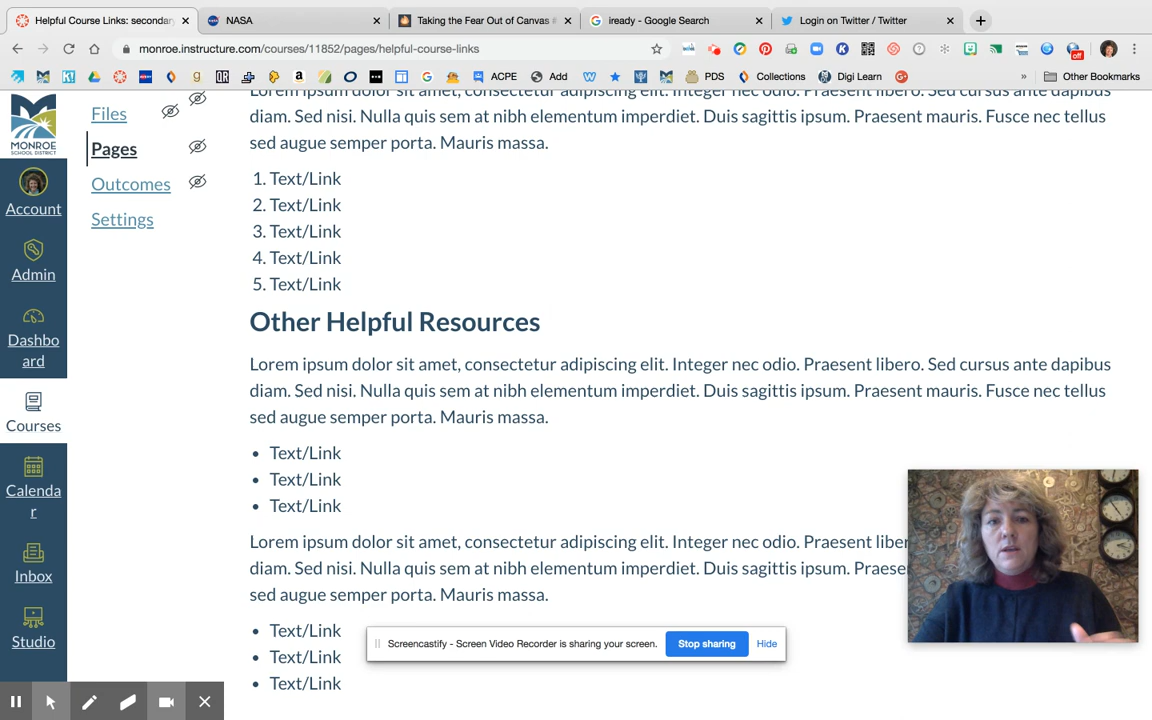 Helpful Course Links: secondar
NASA
Taking the Fear Out of Canvas #
iready - Google Search
Login on Twitter / Twitter
monroe.instructure.com/courses/11852/pages/helpful-course-links
off
ACPE
Add
PDS
Collections
Digi Learn
Other Bookmarks
MONROE
SCHOOL DISTRICT
Account
Admin
Dashbo
ard
Courses
Calenda
r
Inbox
Studio
Files
Pages
Outcomes
Settings
Lorem ipsum dolor sit amet, consectetur adipiscing elit. Integer nec odio. Praesent libero. Sed cursus ante dapibus
diam. Sed nisi. Nulla quis sem at nibh elementum imperdiet. Duis sagittis ipsum. Praesent mauris. Fusce nec tellus
sed augue semper porta. Mauris massa.
1. Text/Link
2. Text/Link
3. Text/Link
4. Text/Link
5. Text/Link
Other Helpful Resources
Lorem ipsum dolor sit amet, consectetur adipiscing elit. Integer nec odio. Praesent libero. Sed cursus ante dapibus
diam. Sed nisi. Nulla quis sem at nibh elementum imperdiet. Duis sagittis ipsum. Praesent mauris. Fusce nec tellus
sed augue semper porta. Mauris massa.
• Text/Link
• Text/Link
• Text/Link
Lorem ipsum dolor sit amet, consectetur adipiscing elit. Integer nec odio. Praesent liber
diam. Sed nisi. Nulla quis sem at nibh elementum imperdiet. Duis sagittis ipsum. Praeser
sed augue semper porta. Mauris massa.
• Text/Link
• Text/Link
• Text/Link
Screencastify - Screen Video Recorder is sharing your screen.
Stop sharing
Hide